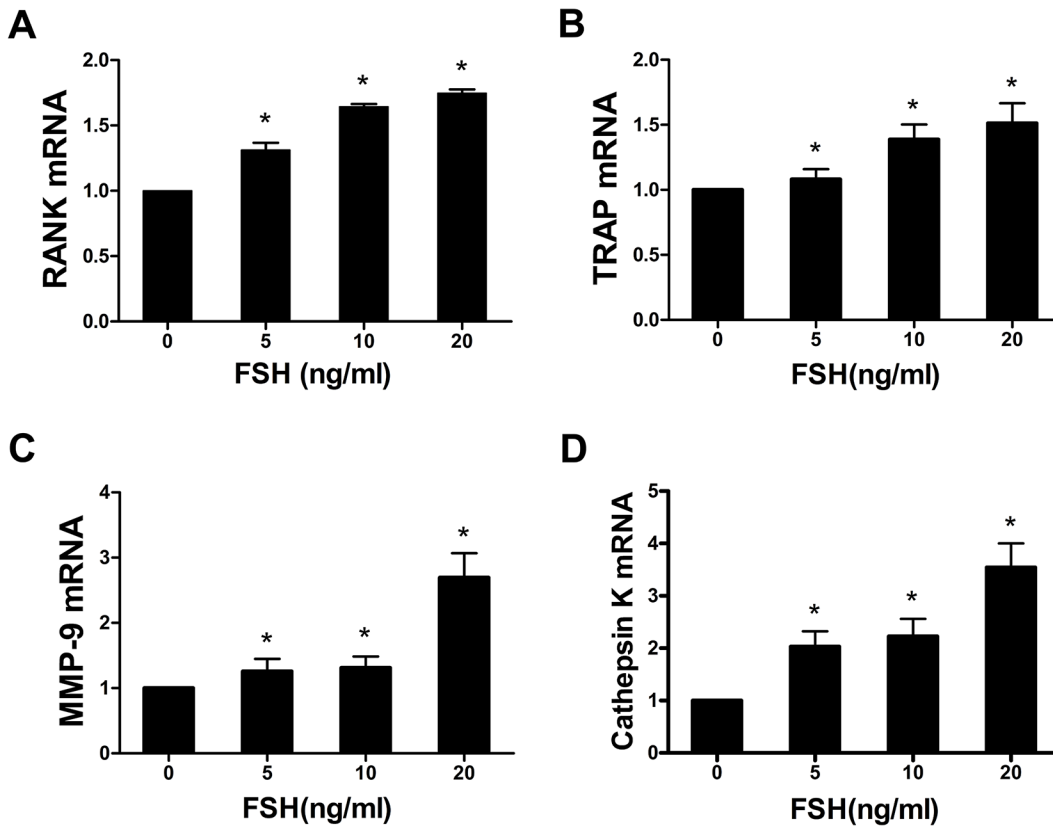 A
RANK mRNA
2.0
1.5
1.0
0.5
0.0
* * *
0 5 10 20
FSH (ng/ml)
B
TRAP mRNA
2.0
1.5
1.0
0.5
0.0
* * *
0 5 10 20
FSH(ng/ml)
C
MMP-9 mRNA
4
3
2
1
0
* * *
0 5 10 20
FSH(ng/ml)
D
Cathepsin K mRNA
5
4
3
2
1
0
* * *
0 5 10 20
FSH(ng/ml)